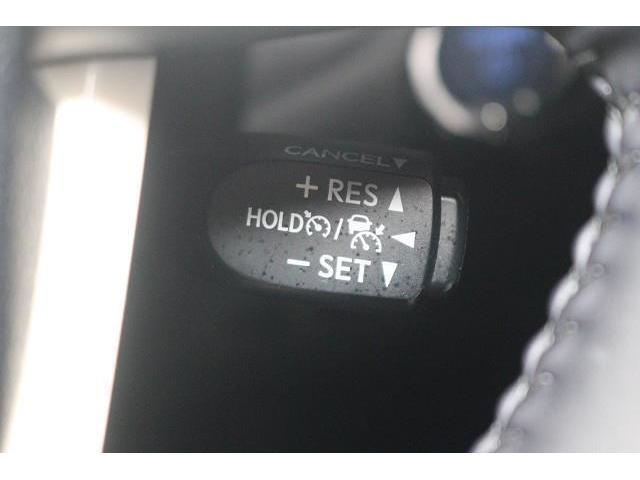 CANCEL▼
+ RES ▲
HOLD / ◀
− SET ▼